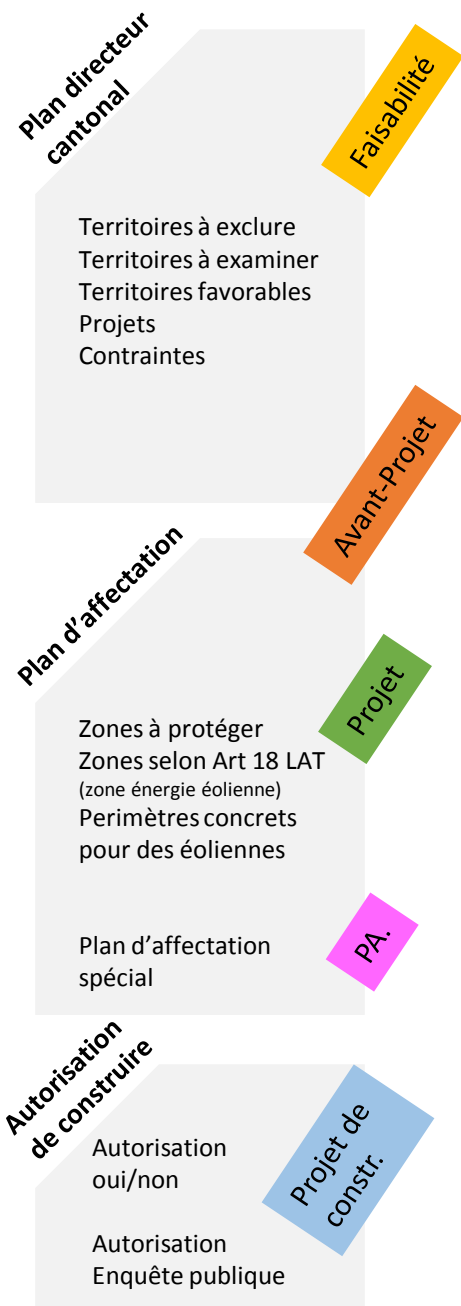 Plan directeur
cantonal
Faisabilité
Territoires à exclure
Territoires à examiner
Territoires favorables
Projets
Contraintes
Avant-Projet
Plan d'affectation
Projet
Zones à protéger
Zones selon Art 18 LAT
(zone énergie éolienne)
Perimètres concrets
pour des éoliennes
PA.
Plan d'affectation
spécial
Autorisation
de construire
Projet de
constr.
Autorisation
oui/non
Autorisation
Enquête publique